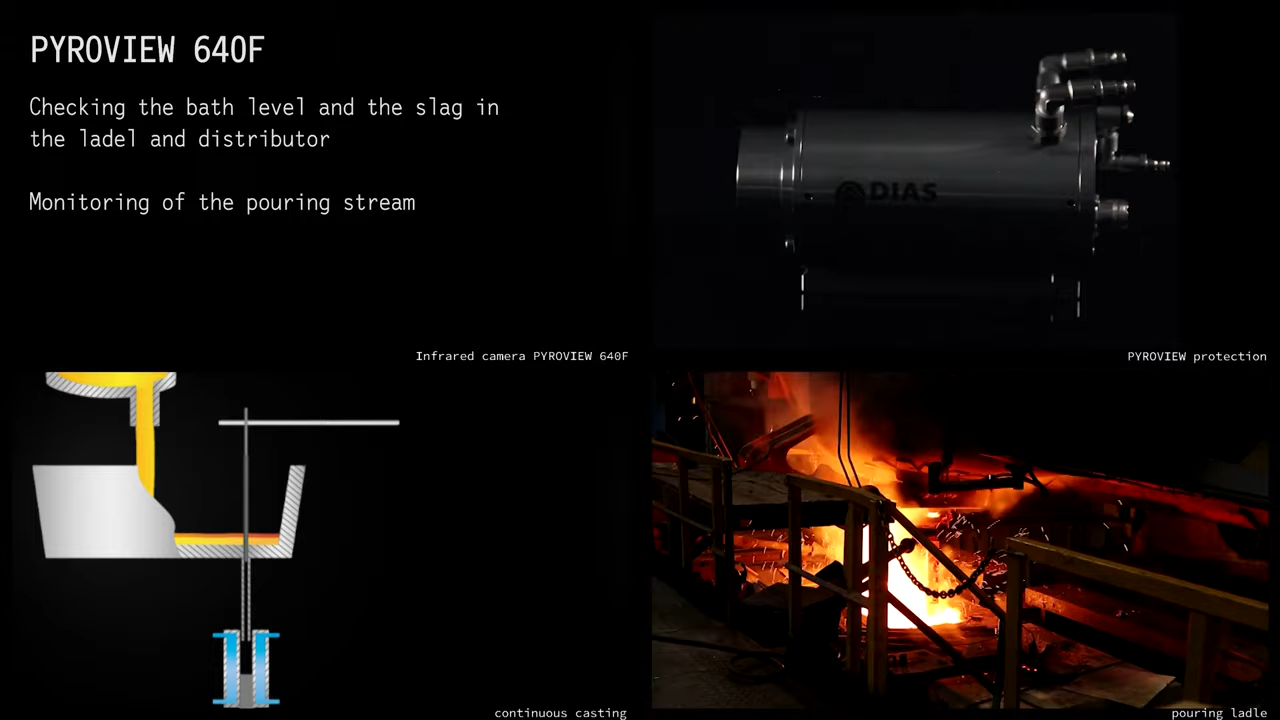 PYROVIEW 640F
Checking the bath level and the slag in
the ladel and distributor
Monitoring of the pouring stream
Infrared camera PYROVIEW 640F
DIAS
PYROVIEW protection
continuous casting
pouring ladle